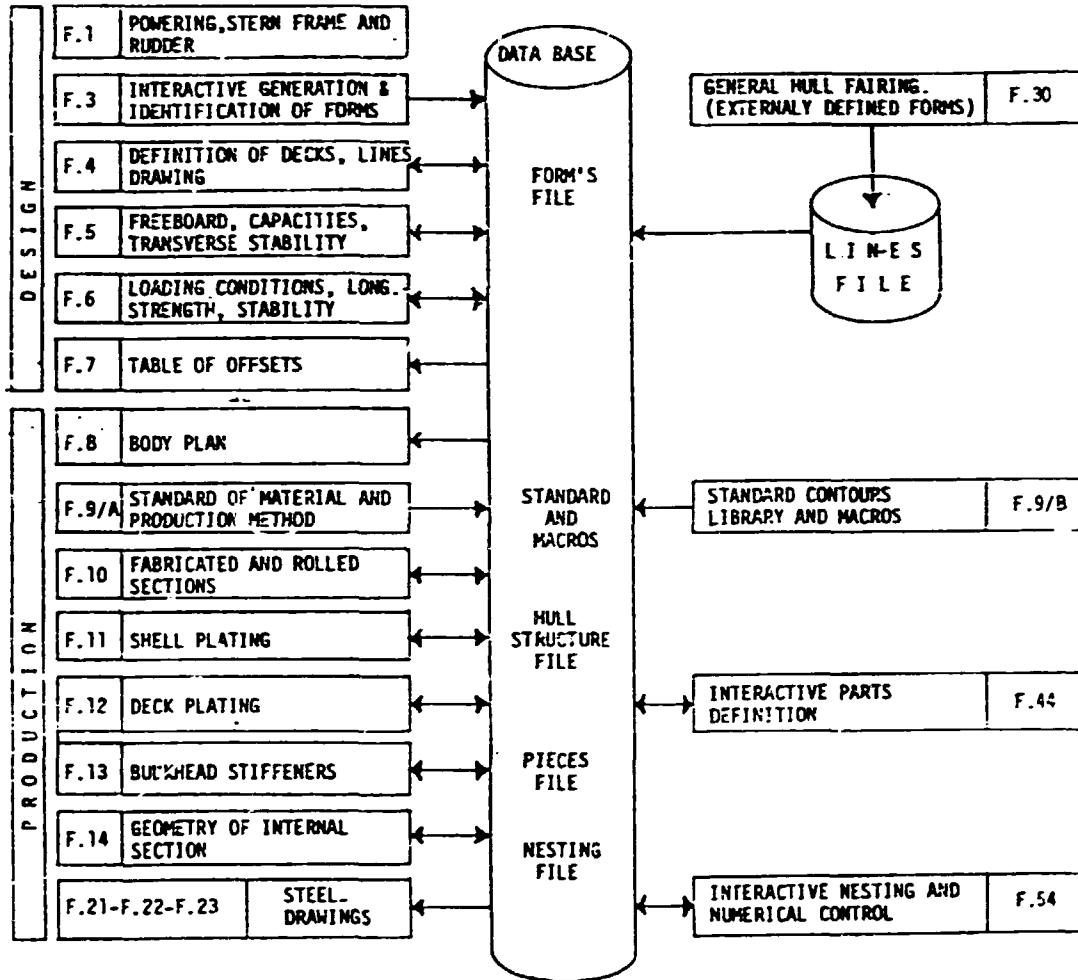 DESIGN
F.1 POWERING,STERN FRAME AND
RUDDER
F.3 INTERACTIVE GENERATION &
IDENTIFICATION OF FORMS
F.4 DEFINITION OF DECKS, LINES
DRAWING
F.5 FREEBOARD, CAPACITIES,
TRANSVERSE STABILITY
F.6 LOADING CONDITIONS, LONG.
STRENGTH, STABILITY
F.7 TABLE OF OFFSETS
PRODUCTION
F.8 BODY PLAN
F.9/A STANDARD OF MATERIAL AND
PRODUCTION METHOD
F.10 FABRICATED AND ROLLED
SECTIONS
F.11 SHELL PLATING
F.12 DECK PLATING
F.13 BULKHEAD STIFFENERS
F.14 GEOMETRY OF INTERNAL
SECTION
F.21-F.22-F.23 STEEL-
DRAWINGS
DATA BASE
FORM'S
FILE
STANDARD
AND
MACROS
HULL
STRUCTURE
FILE
PIECES
FILE
NESTING
FILE
GENERAL HULL FAIRING.
(EXTERNALY DEFINED FORMS) F.30
LINES
FILE
STANDARD CONTOURS
LIBRARY AND MACROS F.9/B
INTERACTIVE PARTS
DEFINITION F.44
INTERACTIVE NESTING AND
NUMERICAL CONTROL F.54